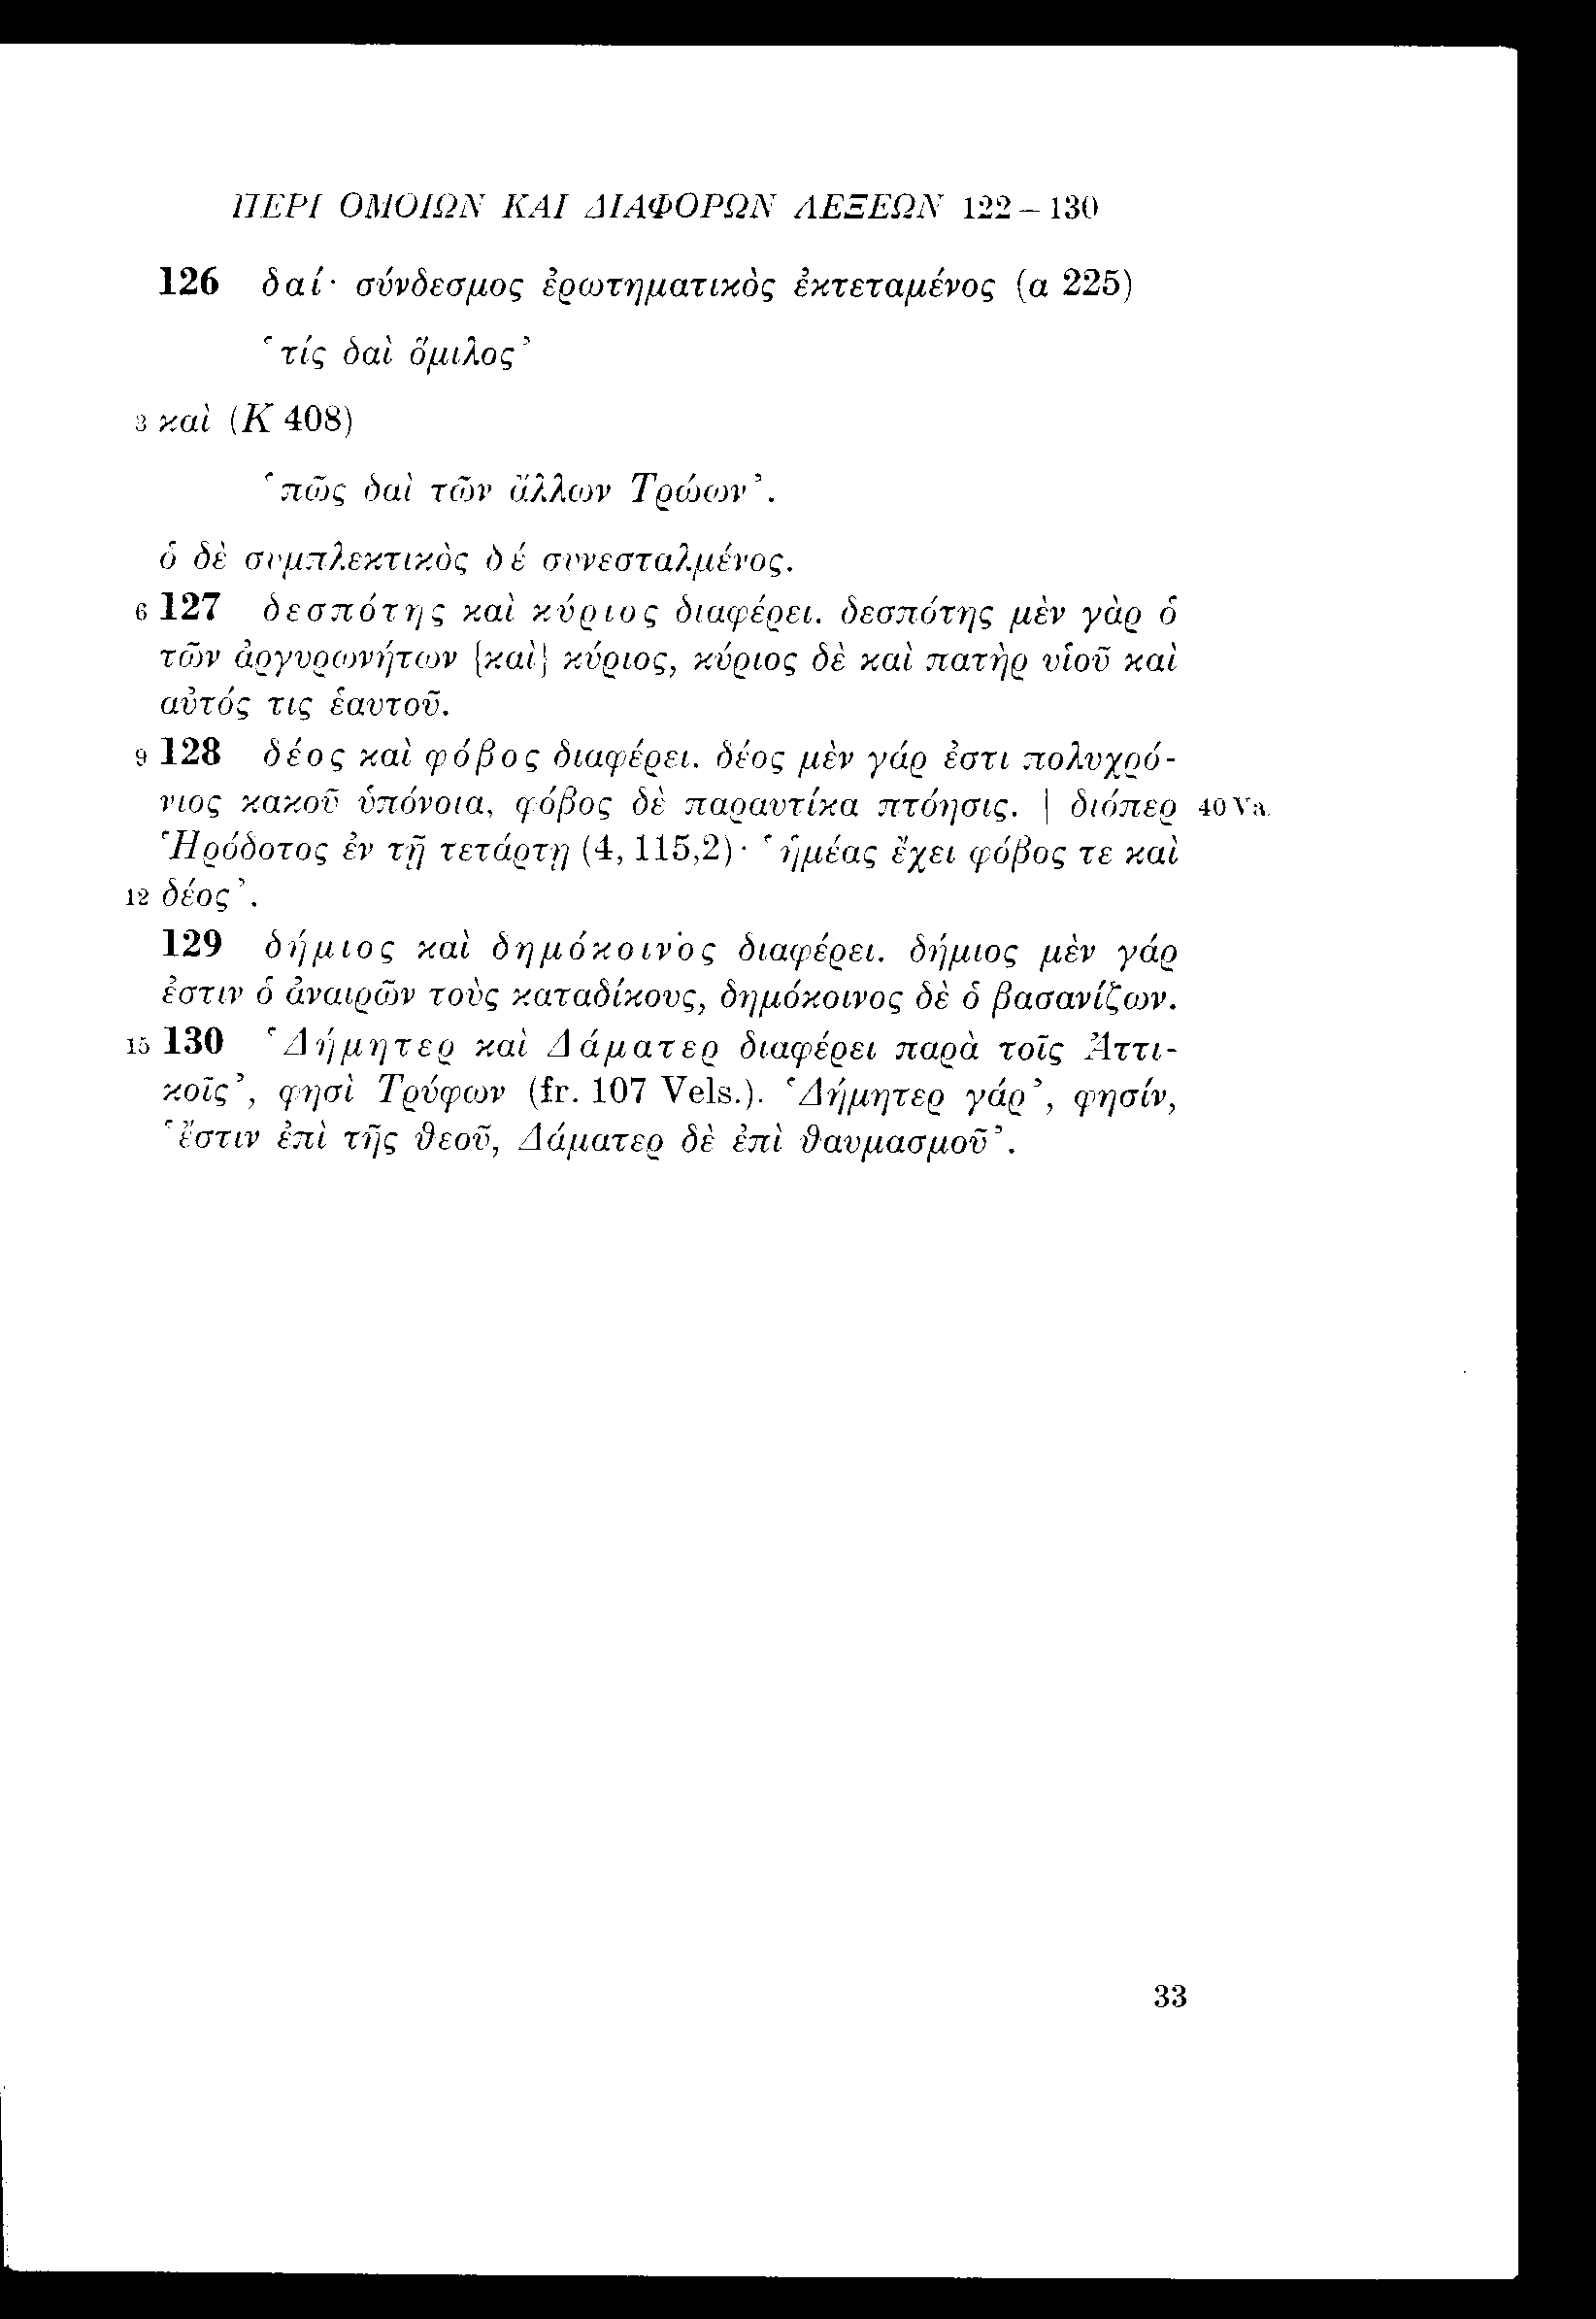 ΠΕΡΙ ΟΜΟΙΩΝ ΚΑΙ ΔΙΑΦΟΡΩΝ ΛΕΞΕΩΝ 122 – 130
126 δαί· σύνδεσμος ἐρωτηματικὸς ἐκτεταμένος (α 225)
‘τίς δαὶ ὅμιλος’
3 καὶ (Κ 408)
‘πῶς δαὶ τῶν ἄλλων Τρώων’.
ὁ δὲ συμπλεκτικὸς δέ συνεσταλμένος.
6 127 δεσπότης καὶ κύριος διαφέρει. δεσπότης μὲν γὰρ ὁ
τῶν ἀργυρωνήτων {καὶ} κύριος, κύριος δὲ καὶ πατὴρ υἱοῦ καὶ
αὐτός τις ἑαυτοῦ.
9 128 δέος καὶ φόβος διαφέρει. δέος μὲν γάρ ἐστι πολυχρό-
νιος κακοῦ ὑπόνοια, φόβος δὲ παραυτίκα πτόησις. | διόπερ 40 Va.
Ἡρόδοτος ἐν τῇ τετάρτῃ (4, 115,2)· ‘ἡμέας ἔχει φόβος τε καὶ
12 δέος’.
129 δήμιος καὶ δημόκοινος διαφέρει. δήμιος μὲν γάρ
ἐστιν ὁ ἀναιρῶν τοὺς καταδίκους, δημόκοινος δὲ ὁ βασανίζων.
15 130 ‘Δήμητερ καὶ Δάματερ διαφέρει παρὰ τοῖς Ἀττι-
κοῖς’, φησὶ Τρύφων (fr. 107 Vels.). ‘Δήμητερ γάρ’, φησίν,
‘ἔστιν ἐπὶ τῆς θεοῦ, Δάματερ δὲ ἐπὶ θαυμασμοῦ’.
33